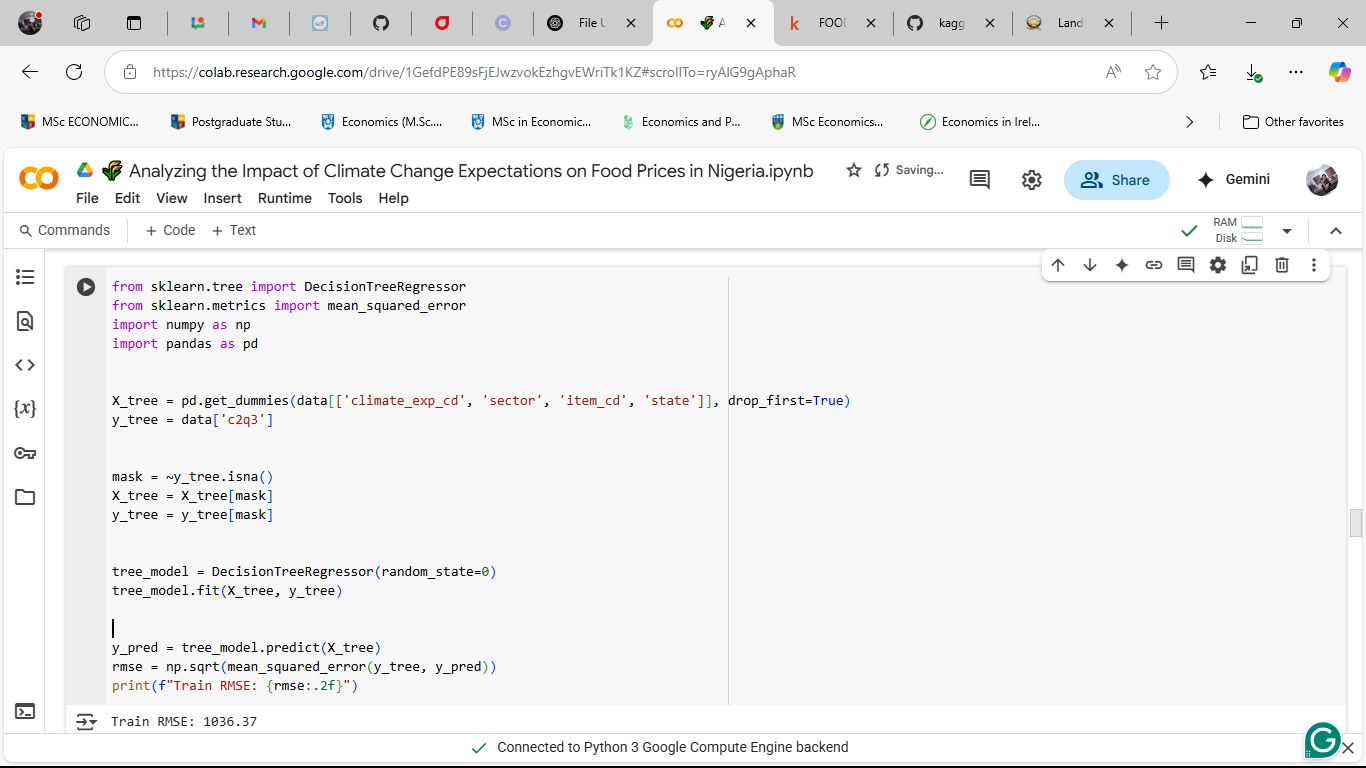 File U
A
FOOD
kagg
Land
https://colab.research.google.com/drive/1GefdPE89sFjEJwzvokEzhgvEWriTk1KZ#scrollTo=ryAlG9gAphaR
MSc ECONOMIC...
Postgraduate Stu...
Economics (M.Sc....
MSc in Economic...
Economics and P...
MSc Economics...
Economics in Irel...
Other favorites
Analyzing the Impact of Climate Change Expectations on Food Prices in Nigeria.ipynb
Saving...
Share
Gemini
File Edit View Insert Runtime Tools Help
Commands + Code + Text
RAM
Disk
from sklearn.tree import DecisionTreeRegressor
from sklearn.metrics import mean_squared_error
import numpy as np
import pandas as pd
X_tree = pd.get_dummies(data[['climate_exp_cd', 'sector', 'item_cd', 'state']], drop_first=True)
y_tree = data['c2q3']
mask = ~y_tree.isna()
X_tree = X_tree[mask]
y_tree = y_tree[mask]
tree_model = DecisionTreeRegressor(random_state=0)
tree_model.fit(X_tree, y_tree)
y_pred = tree_model.predict(X_tree)
rmse = np.sqrt(mean_squared_error(y_tree, y_pred))
print(f"Train RMSE: {rmse:.2f}")
Train RMSE: 1036.37
Connected to Python 3 Google Compute Engine backend